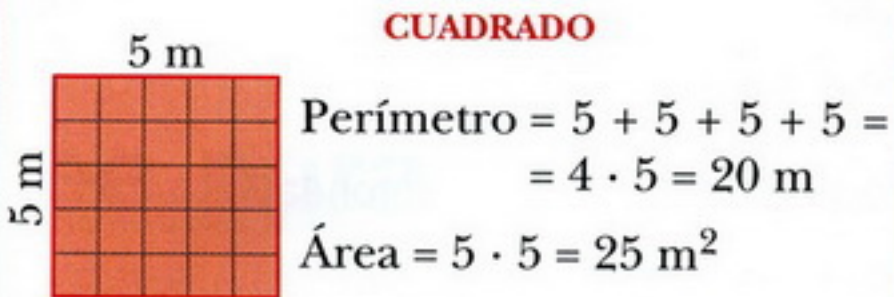 CUADRADO
5 m
5 m
Perímetro = 5 + 5 + 5 + 5 =
= 4 · 5 = 20 m
Área = 5 · 5 = 25 m²